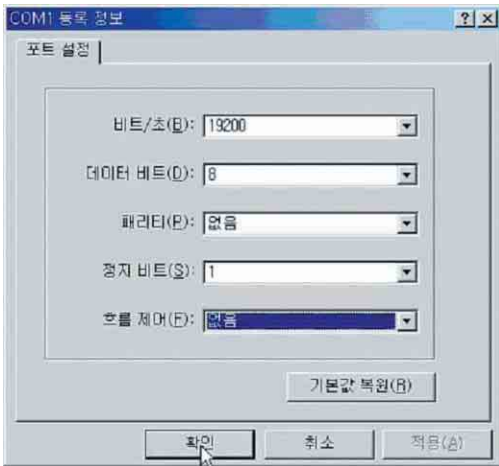 COM1 등록 정보
포트 설정
비트/초(B): 19200
데이터 비트(D): 8
패리티(P): 없음
정지 비트(S): 1
흐름 제어(F): 없음
기본값 복원(R)
확인 취소 적용(A)